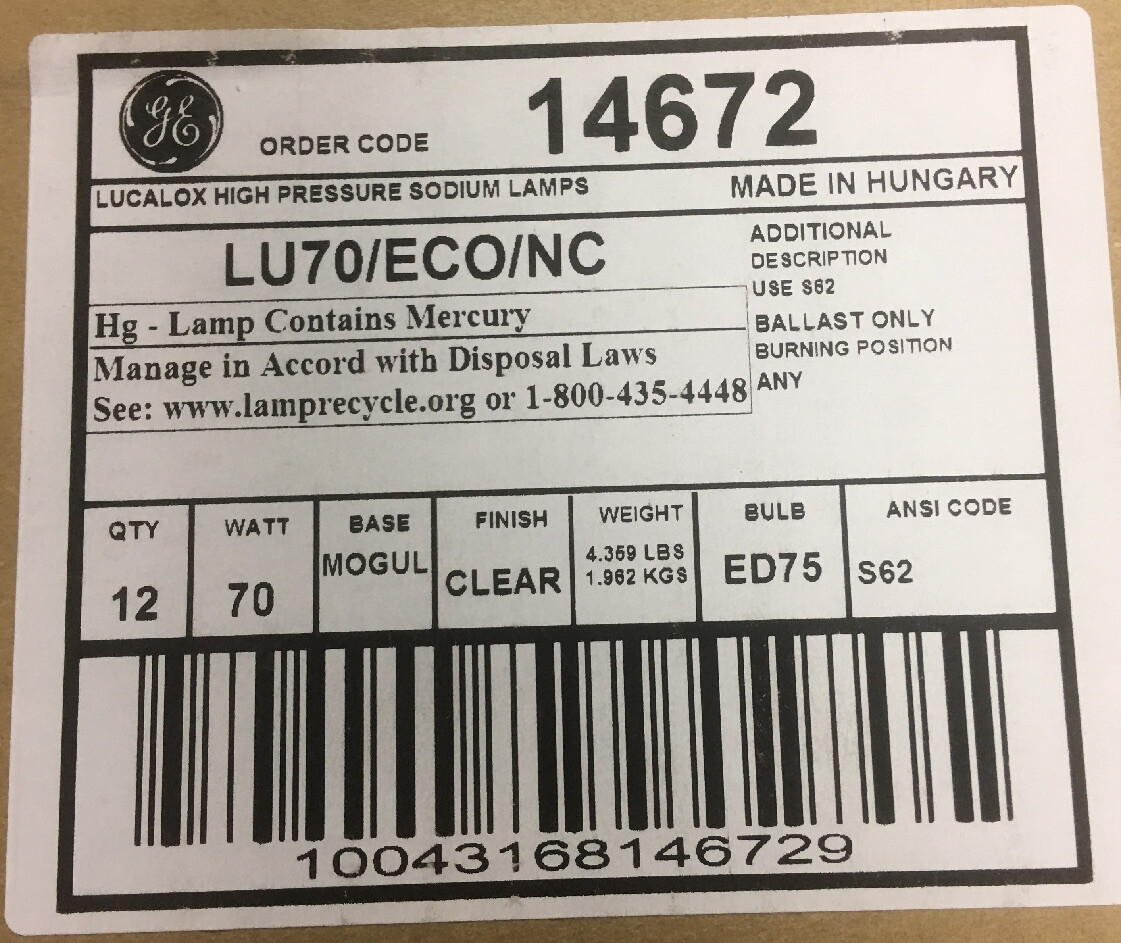 GE
ORDER CODE 14672
LUCALOX HIGH PRESSURE SODIUM LAMPS MADE IN HUNGARY
LU70/ECO/NC
Hg - Lamp Contains Mercury
Manage in Accord with Disposal Laws
See: www.lamprecycle.org or 1-800-435-4448
ADDITIONAL
DESCRIPTION
USE S62
BALLAST ONLY
BURNING POSITION
ANY
QTY
12
WATT
70
BASE
MOGUL
FINISH
CLEAR
WEIGHT
4.359 LBS
1.962 KGS
BULB
ED75
ANSI CODE
S62
10043168146729